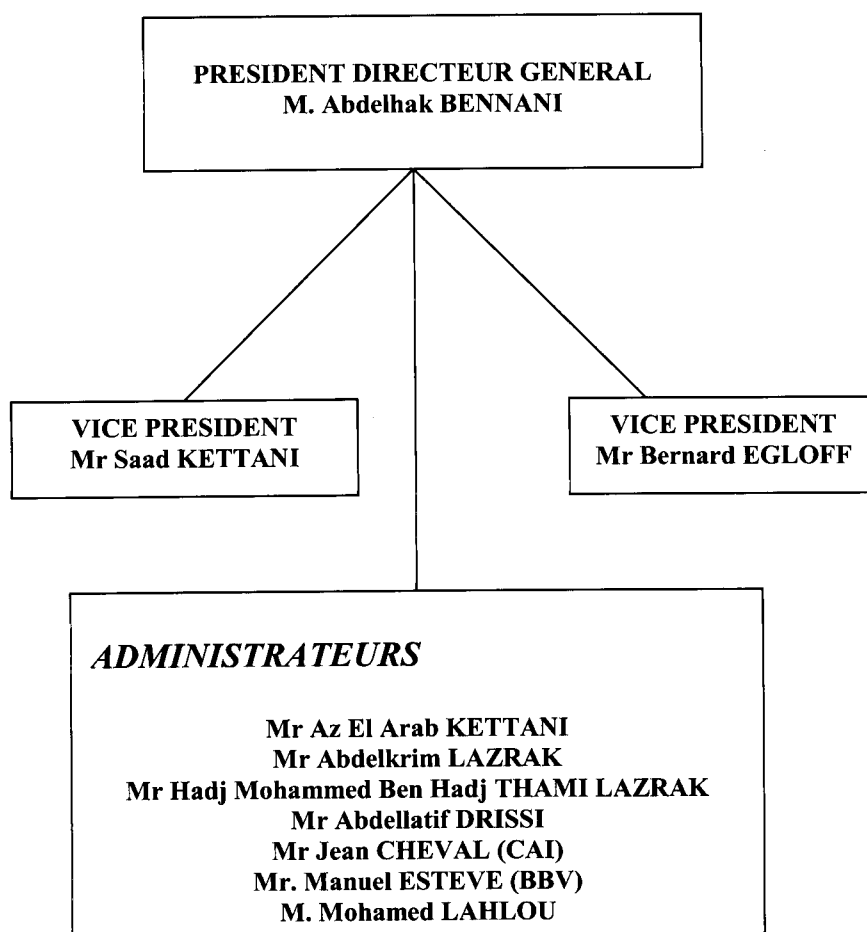 PRESIDENT DIRECTEUR GENERAL
M. Abdelhak BENNANI
VICE PRESIDENT
Mr Saad KETTANI
VICE PRESIDENT
Mr Bernard EGLOFF
ADMINISTRATEURS
Mr Az El Arab KETTANI
Mr Abdelkrim LAZRAK
Mr Hadj Mohammed Ben Hadj THAMI LAZRAK
Mr Abdellatif DRISSI
Mr Jean CHEVAL (CAI)
Mr. Manuel ESTEVE (BBV)
M. Mohamed LAHLOU